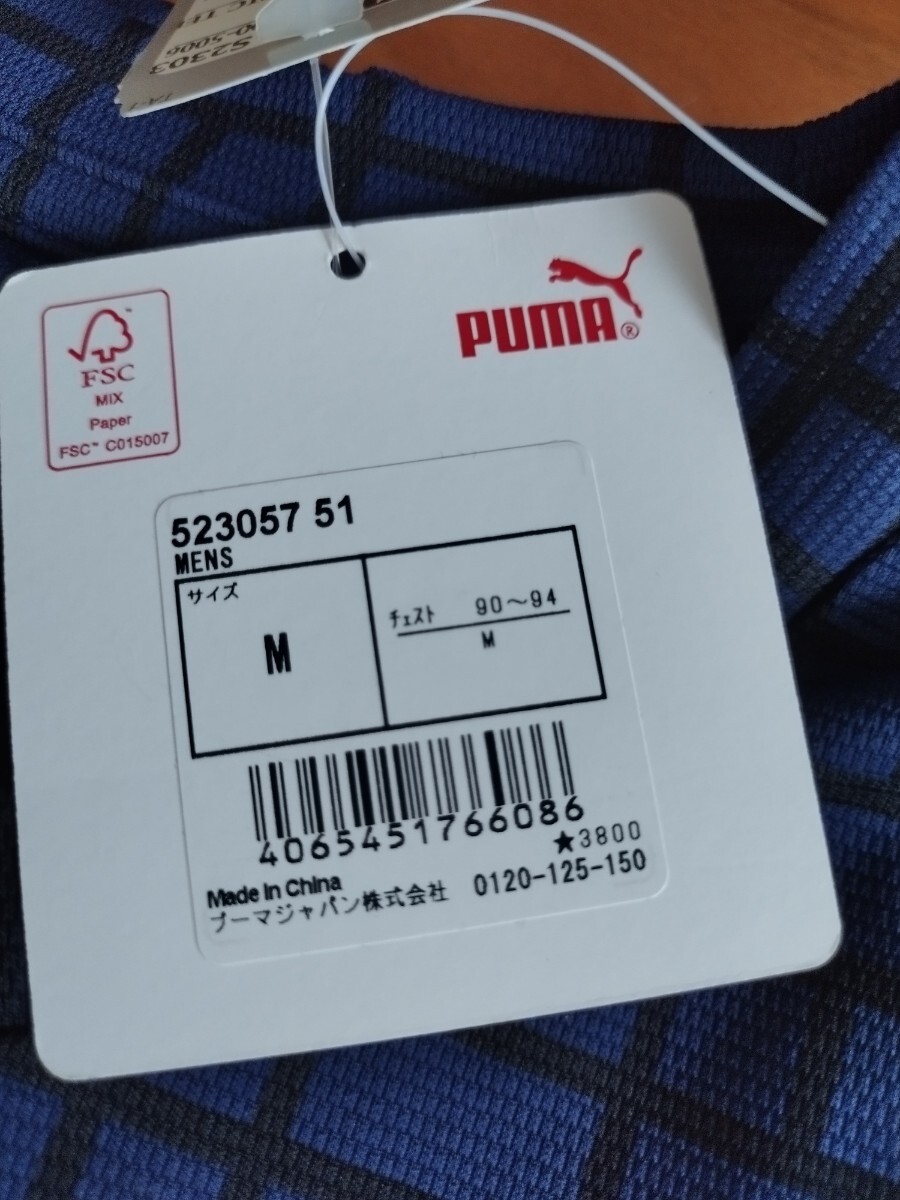 S2303
FSC
MIX
Paper
FSC™ C015007
PUMA®
523057 51
MENS
サイズ
M
チェスト 90～94
M
4065451766086
★3800
Made In China
プーマジャパン株式会社 0120-125-150